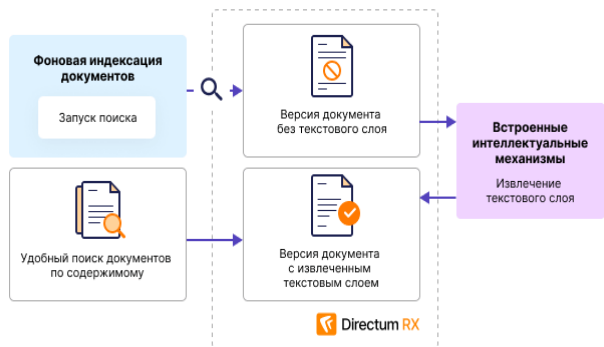 Фоновая индексация
документов
Запуск поиска
Версия документа
без текстового слоя
Встроенные
интеллектуальные
механизмы
Извлечение
текстового слоя
Удобный поиск документов
по содержимому
Версия документа
с извлеченным
текстовым слоем
Directum RX